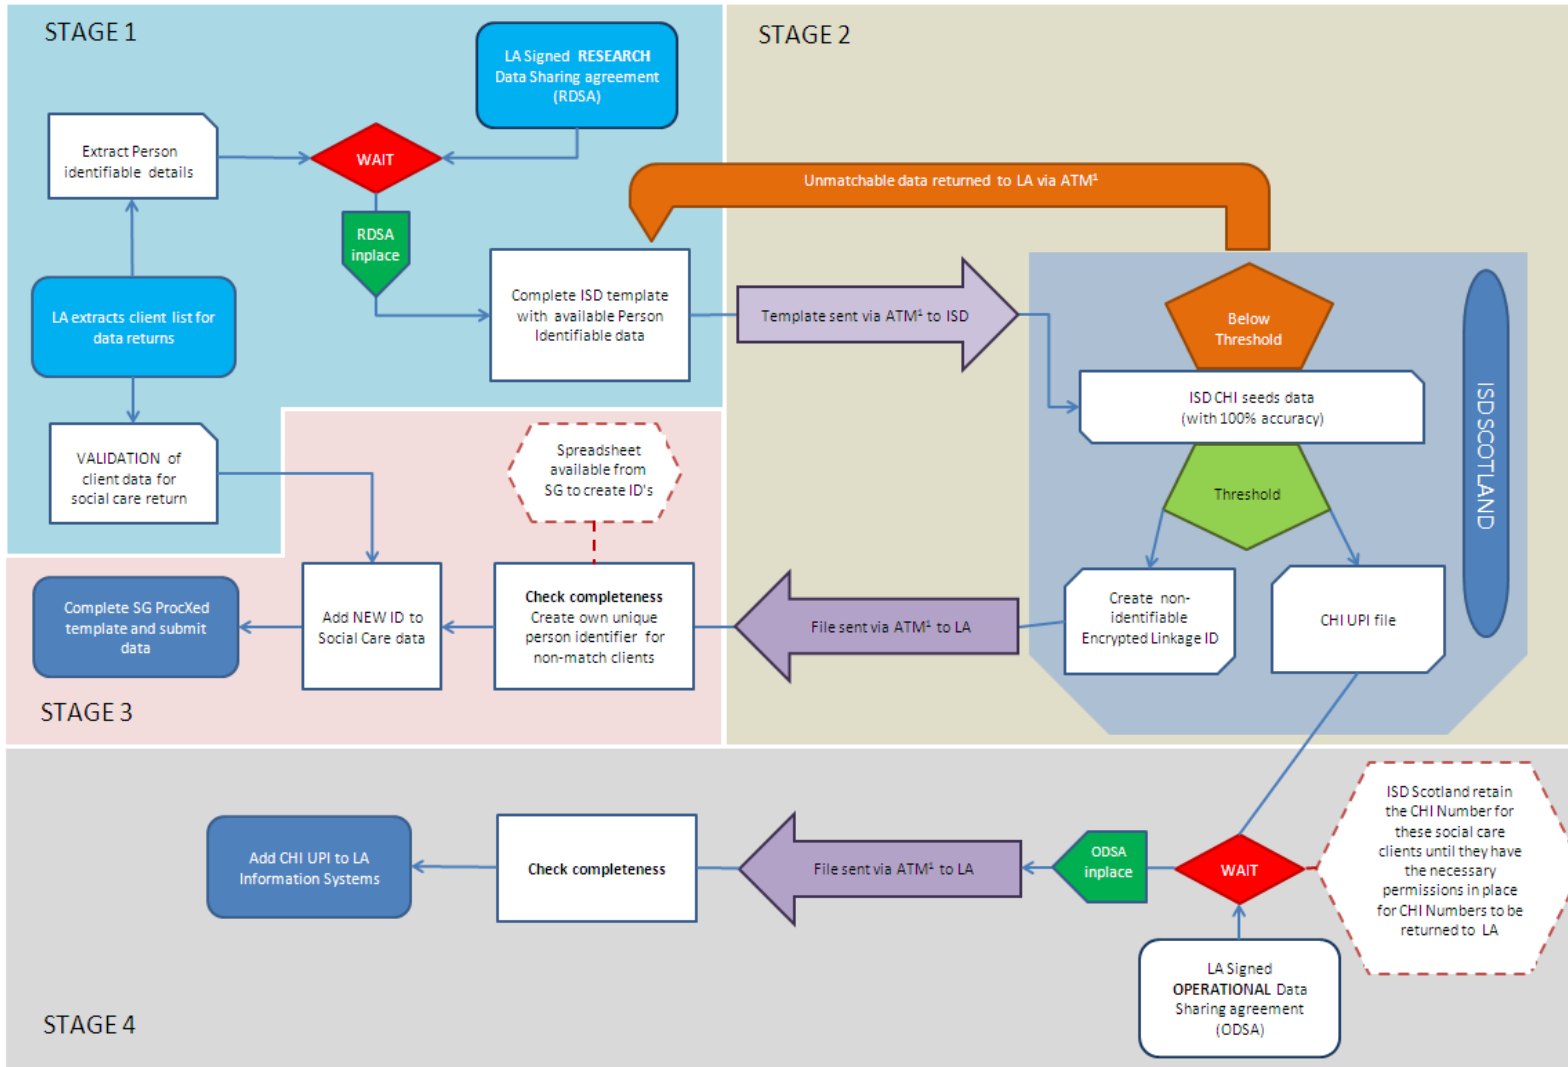 STAGE 1
LA Signed RESEARCH
Data Sharing agreement
(RDSA)
Extract Person
identifiable details
WAIT
RDSA
inplace
LA extracts client list for
data returns
Complete ISD template
with available Person
Identifiable data
VALIDATION of
client data for
social care return
STAGE 2
Unmatchable data returned to LA via ATM¹
Template sent via ATM¹ to ISD
Below
Threshold
ISD CHI seeds data
(with 100% accuracy)
Threshold
ISD SCOTLAND
Create non-
identifiable
Encrypted Linkage ID
CHI UPI file
File sent via ATM¹ to LA
Spreadsheet
available from
SG to create ID's
Check completeness
Create own unique
person identifier for
non-match clients
Add NEW ID to
Social Care data
Complete SG ProcXed
template and submit
data
STAGE 3
ISD Scotland retain
the CHI Number for
these social care
clients until they have
the necessary
permissions in place
for CHI Numbers to be
returned to LA
WAIT
ODSA
inplace
File sent via ATM¹ to LA
Check completeness
Add CHI UPI to LA
Information Systems
LA Signed
OPERATIONAL Data
Sharing agreement
(ODSA)
STAGE 4